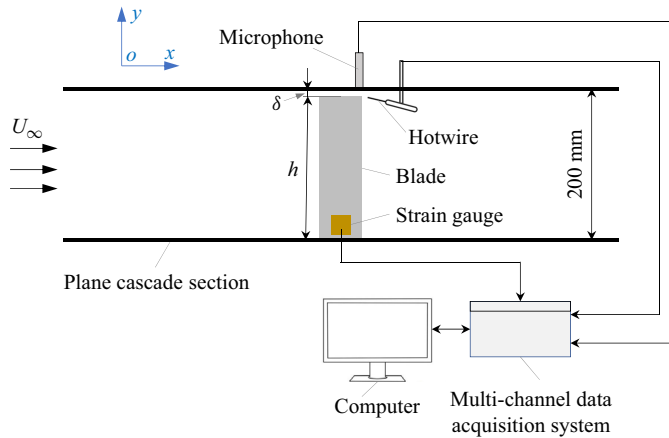 y
o
x
Microphone
δ
Hotwire
U∞
h
Blade
200 mm
Strain gauge
Plane cascade section
Computer
Multi-channel data
acquisition system